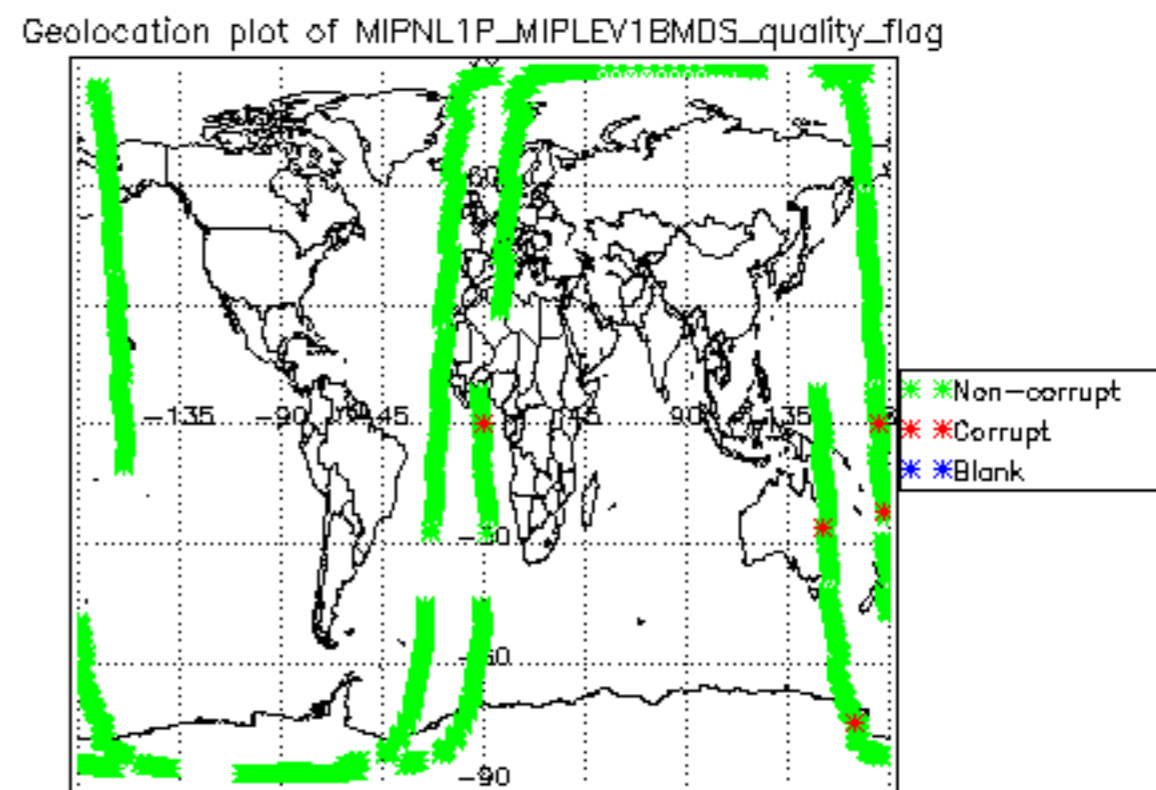 Geolocation plot of MIPNL1P_MIPLEV1BMDS_quality_flag
60
-135 -90 -45 45 90 135
-30
-60
-90
Non-corrupt
Corrupt
Blank